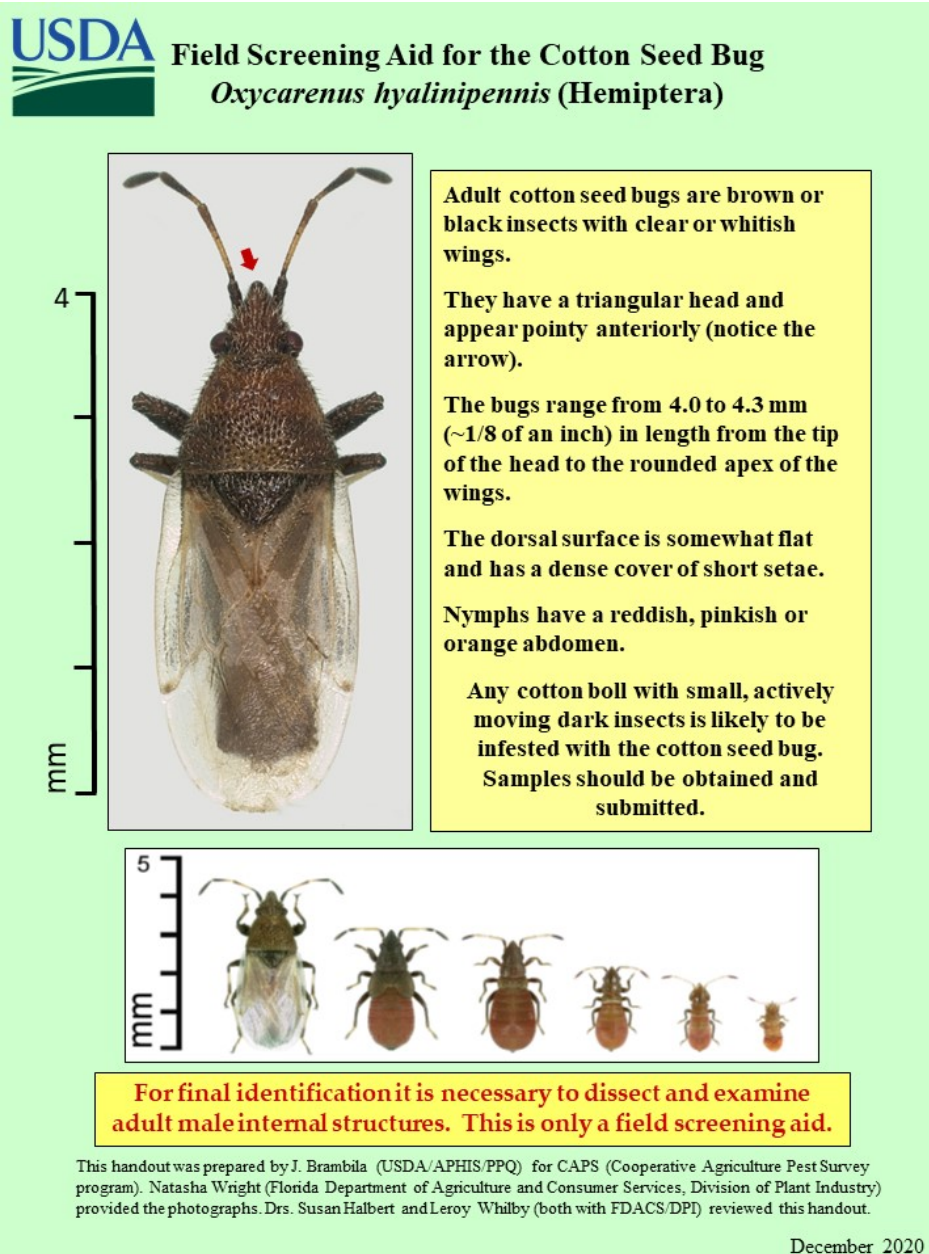 USDA
Field Screening Aid for the Cotton Seed Bug
Oxycarenus hyalinipennis (Hemiptera)
4
mm
Adult cotton seed bugs are brown or
black insects with clear or whitish
wings.
They have a triangular head and
appear pointy anteriorly (notice the
arrow).
The bugs range from 4.0 to 4.3 mm
(~1/8 of an inch) in length from the tip
of the head to the rounded apex of the
wings.
The dorsal surface is somewhat flat
and has a dense cover of short setae.
Nymphs have a reddish, pinkish or
orange abdomen.
Any cotton boll with small, actively
moving dark insects is likely to be
infested with the cotton seed bug.
Samples should be obtained and
submitted.
5
mm
For final identification it is necessary to dissect and examine
adult male internal structures. This is only a field screening aid.
This handout was prepared by J. Brambila (USDA/APHIS/PPQ) for CAPS (Cooperative Agriculture Pest Survey
program). Natasha Wright (Florida Department of Agriculture and Consumer Services, Division of Plant Industry)
provided the photographs. Drs. Susan Halbert and Leroy Whilby (both with FDACS/DPI) reviewed this handout.
December 2020